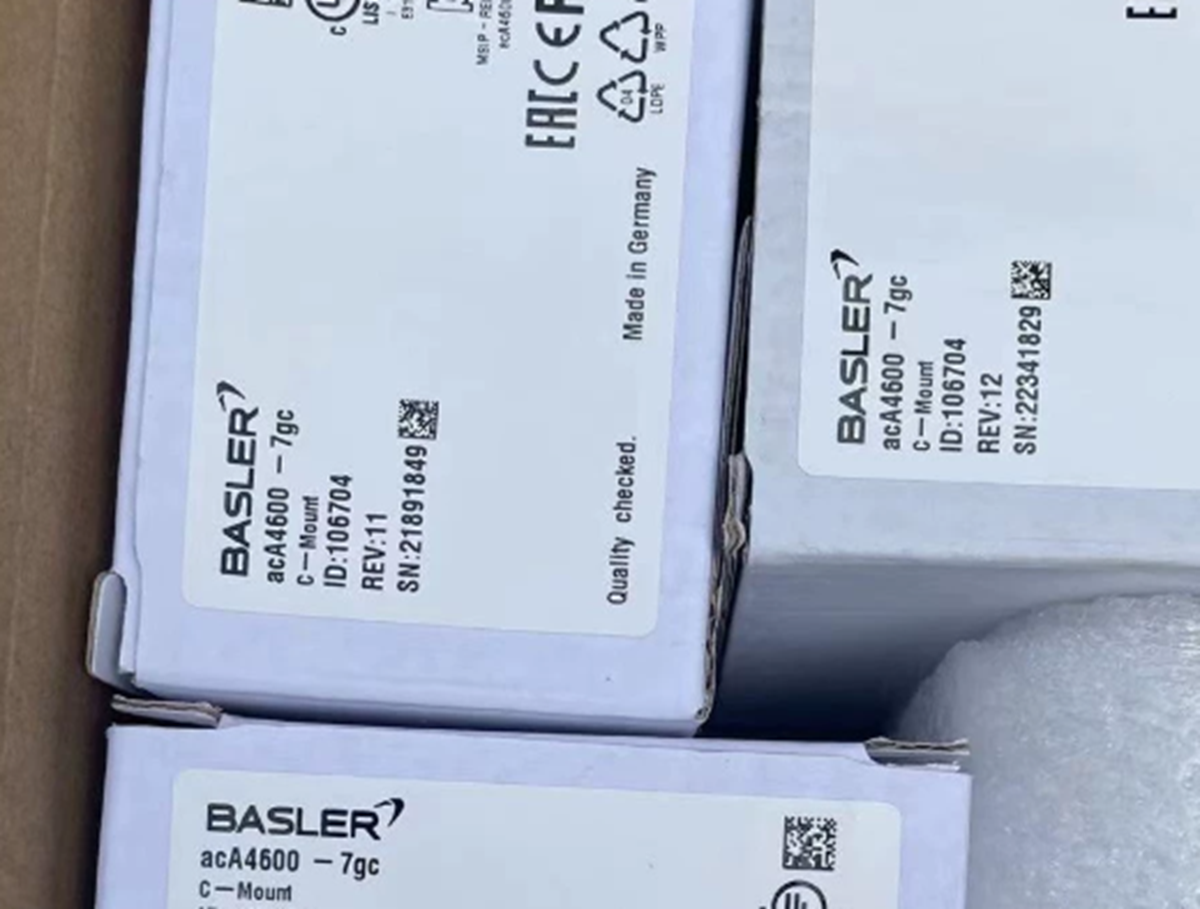 BASLER
acA4600 – 7gc
C – Mount
ID:106704
REV:11
SN:21891849
Quality checked.
Made in Germany
EAC CE
04
LDPE
WPP
BASLER
acA4600 – 7gc
C – Mount
ID:106704
REV:12
SN:22341829
BASLER
acA4600 – 7gc
C – Mount